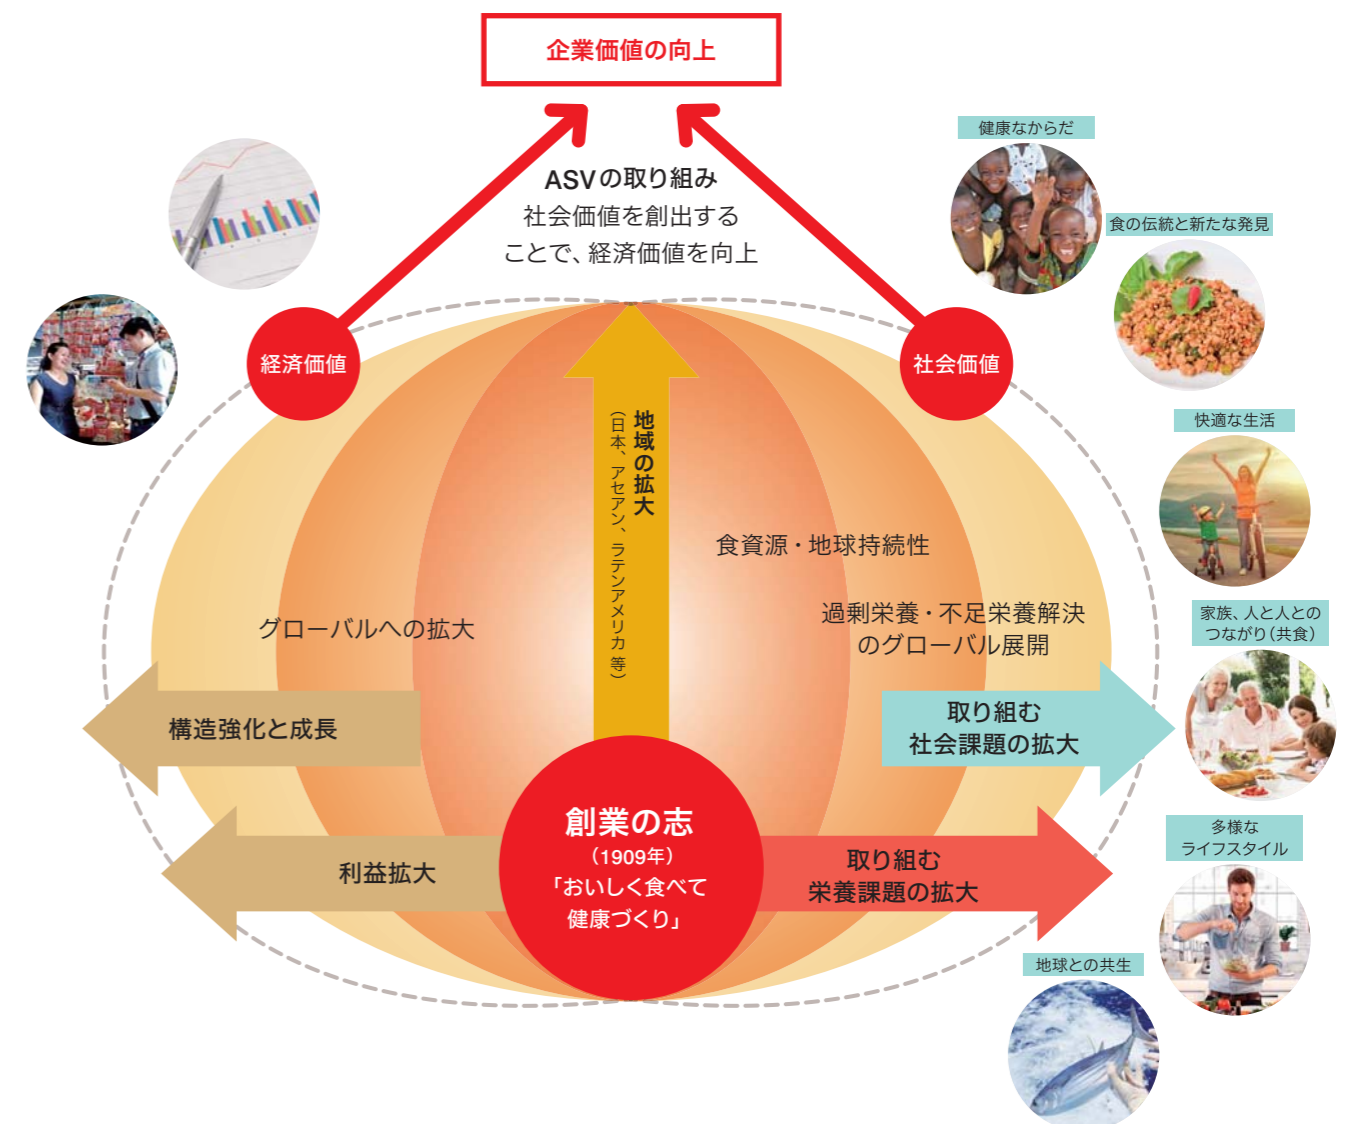 企業価値の向上
ASVの取り組み
社会価値を創出する
ことで、経済価値を向上
経済価値
社会価値
健康なからだ
食の伝統と新たな発見
快適な生活
家族、人と人との
つながり（共食）
多様な
ライフスタイル
地球との共生
地域の拡大
（日本、アセアン、ラテンアメリカ 等）
食資源・地球持続性
過剰栄養・不足栄養解決
のグローバル展開
グローバルへの拡大
構造強化と成長
取り組む
社会課題の拡大
利益拡大
創業の志
（1909年）
「おいしく食べて
健康づくり」
取り組む
栄養課題の拡大